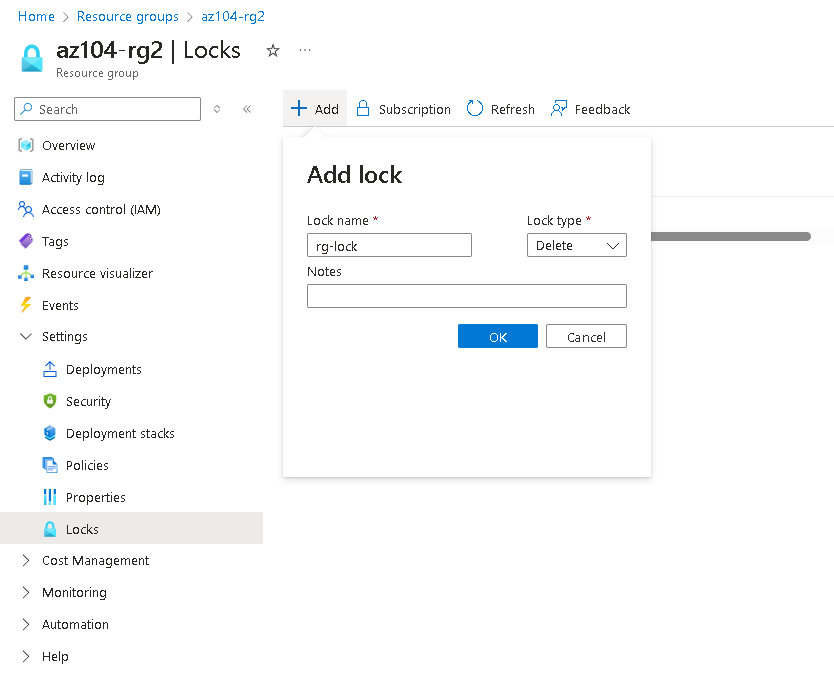 Home > Resource groups > az104-rg2
az104-rg2 | Locks
Resource group
Search
Overview
Activity log
Access control (IAM)
Tags
Resource visualizer
Events
Settings
Deployments
Security
Deployment stacks
Policies
Properties
Locks
Cost Management
Monitoring
Automation
Help
Add Subscription Refresh Feedback
Add lock
Lock name * Lock type *
rg-lock Delete
Notes
OK Cancel